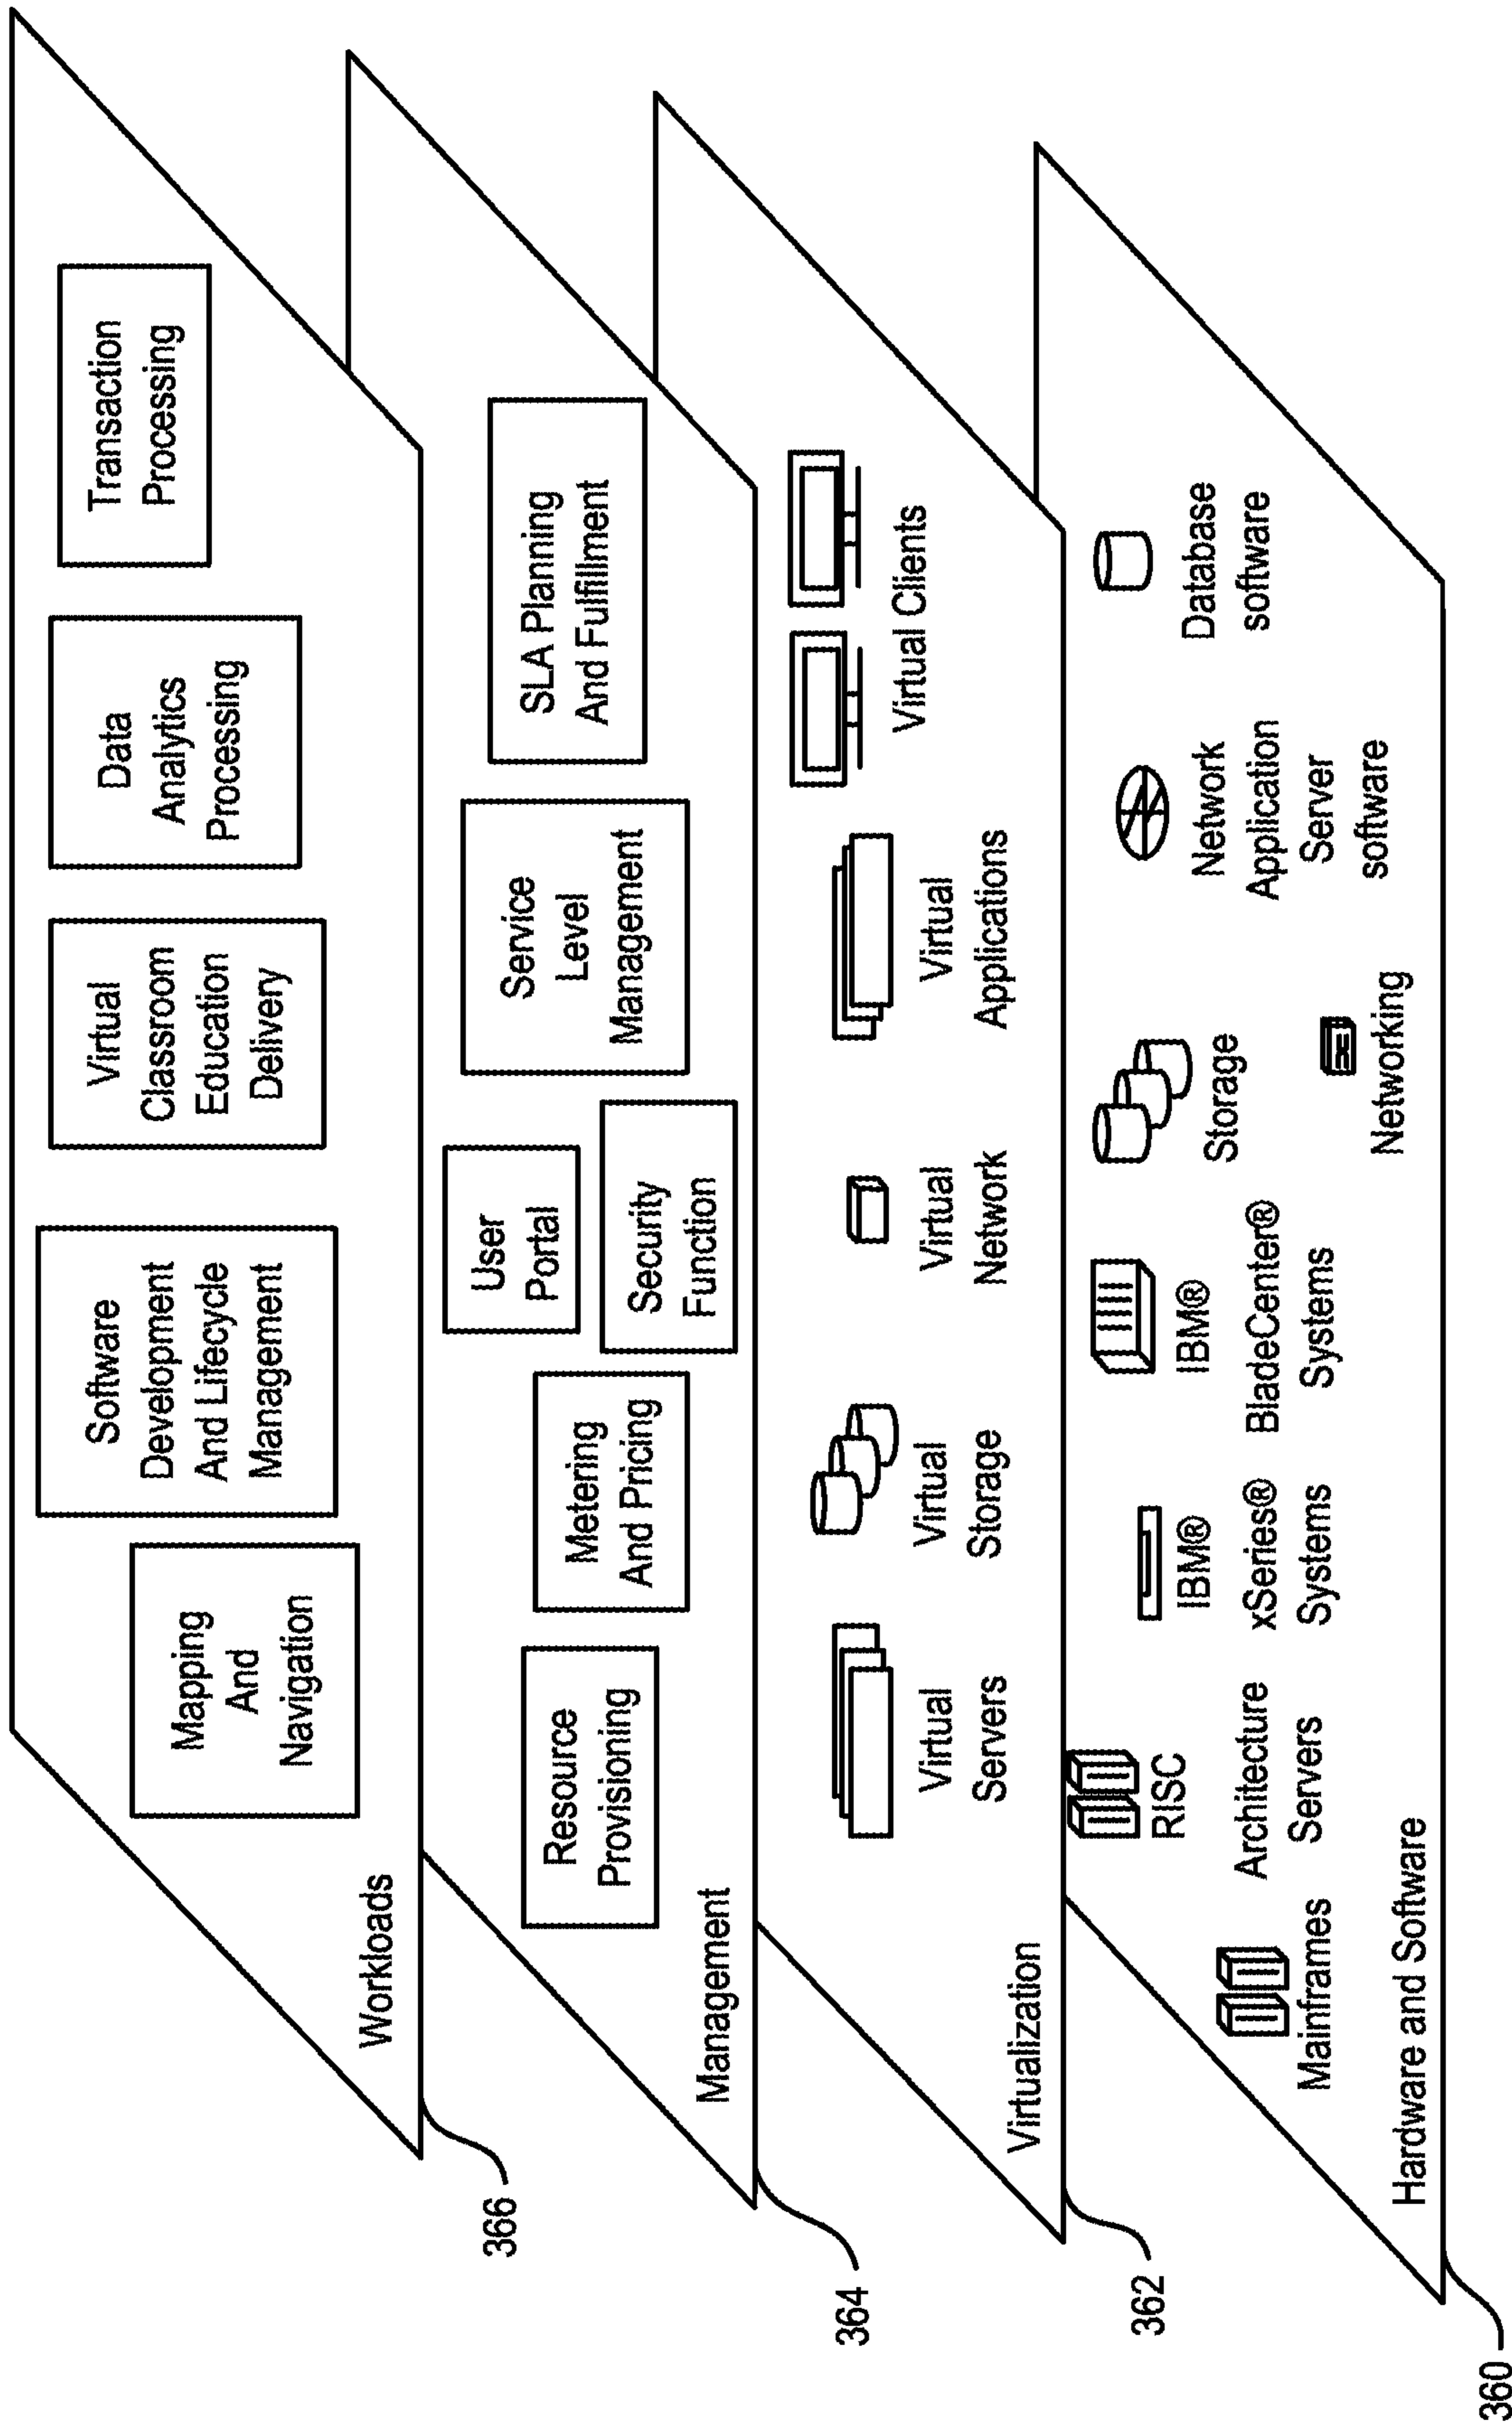 Mapping
And
Navigation
Software
Development
And Lifecycle
Management
Virtual
Classroom
Education
Delivery
Data
Analytics
Processing
Transaction
Processing
Workloads
366
Resource
Provisioning
Metering
And Pricing
User
Portal
Security
Function
Service
Level
Management
SLA Planning
And Fulfillment
Management
364
Virtual
Servers
Virtual
Storage
Virtual
Network
Virtual
Applications
Virtual Clients
Virtualization
362
Mainframes
RISC
Architecture
Servers
IBM®
xSeries®
Systems
IBM®
BladeCenter®
Systems
Storage
Networking
Network
Application
Server
software
Database
software
Hardware and Software
360